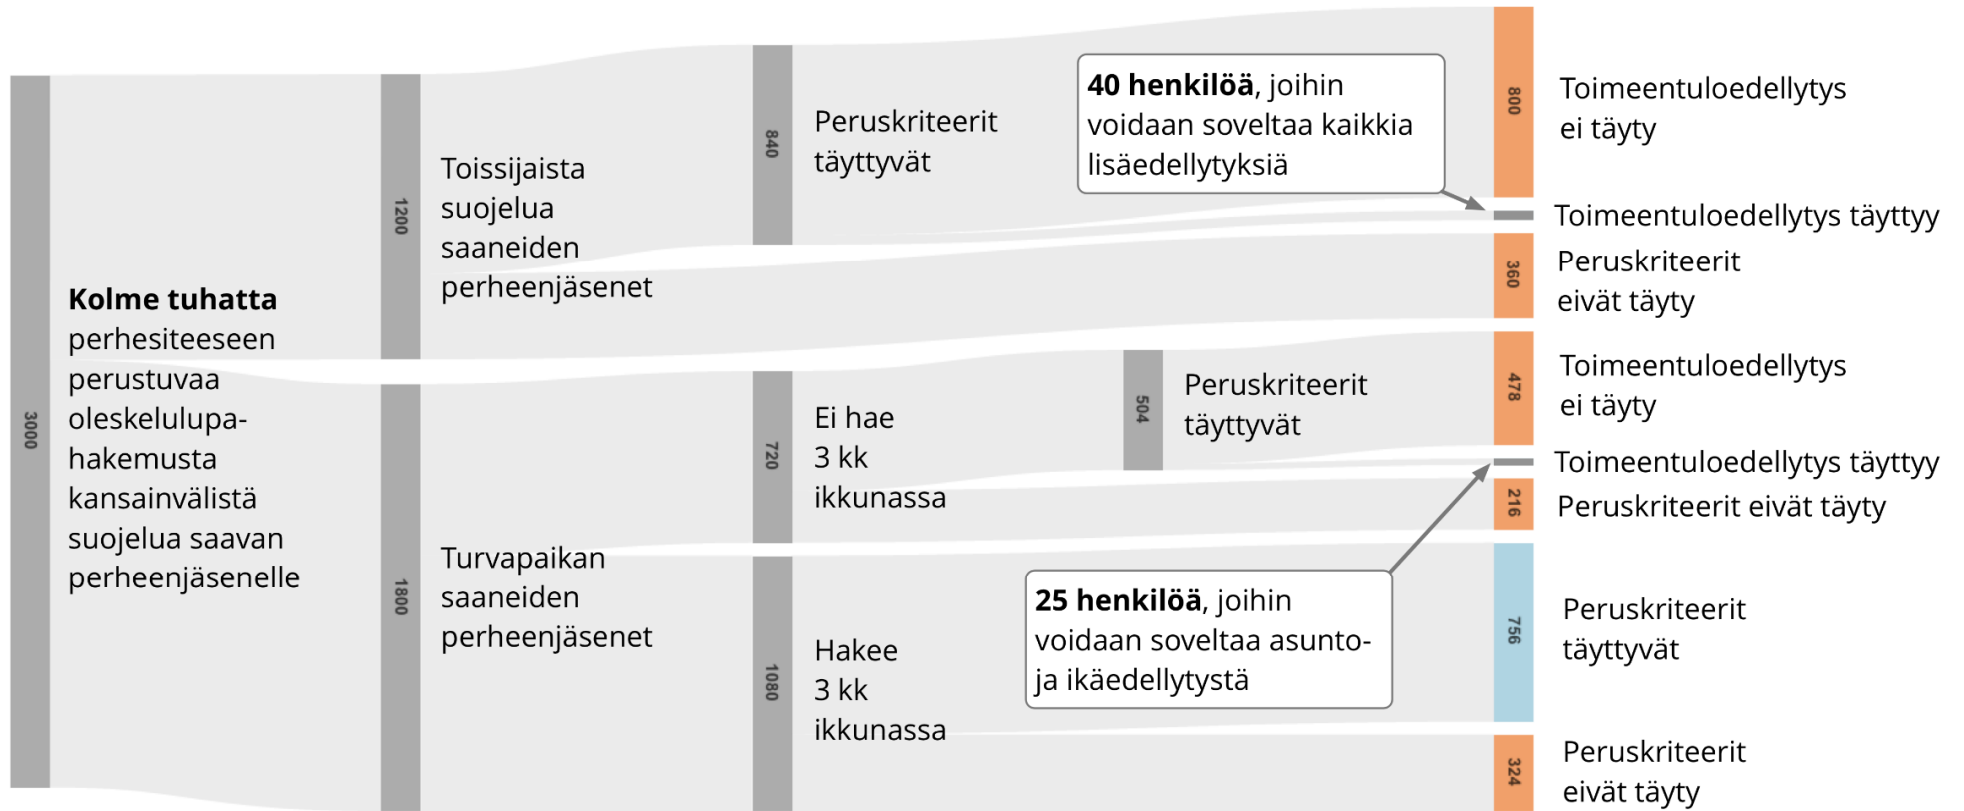 3000
Kolme tuhatta
perhesiteeseen
perustuvaa
oleskelulupa-
hakemusta
kansainvälistä
suojelua saavan
perheenjäsenelle
1200
Toissijaista
suojelua
saaneiden
perheenjäsenet
1800
Turvapaikan
saaneiden
perheenjäsenet
840
Peruskriteerit
täyttyvät
720
Ei hae
3 kk
ikkunassa
1080
Hakee
3 kk
ikkunassa
504
Peruskriteerit
täyttyvät
40 henkilöä, joihin
voidaan soveltaa kaikkia
lisäedellytyksiä
25 henkilöä, joihin
voidaan soveltaa asunto-
ja ikäedellytystä
800
Toimeentuloedellytys
ei täyty
Toimeentuloedellytys täyttyy
360
Peruskriteerit
eivät täyty
478
Toimeentuloedellytys
ei täyty
Toimeentuloedellytys täyttyy
216
Peruskriteerit eivät täyty
756
Peruskriteerit
täyttyvät
324
Peruskriteerit
eivät täyty